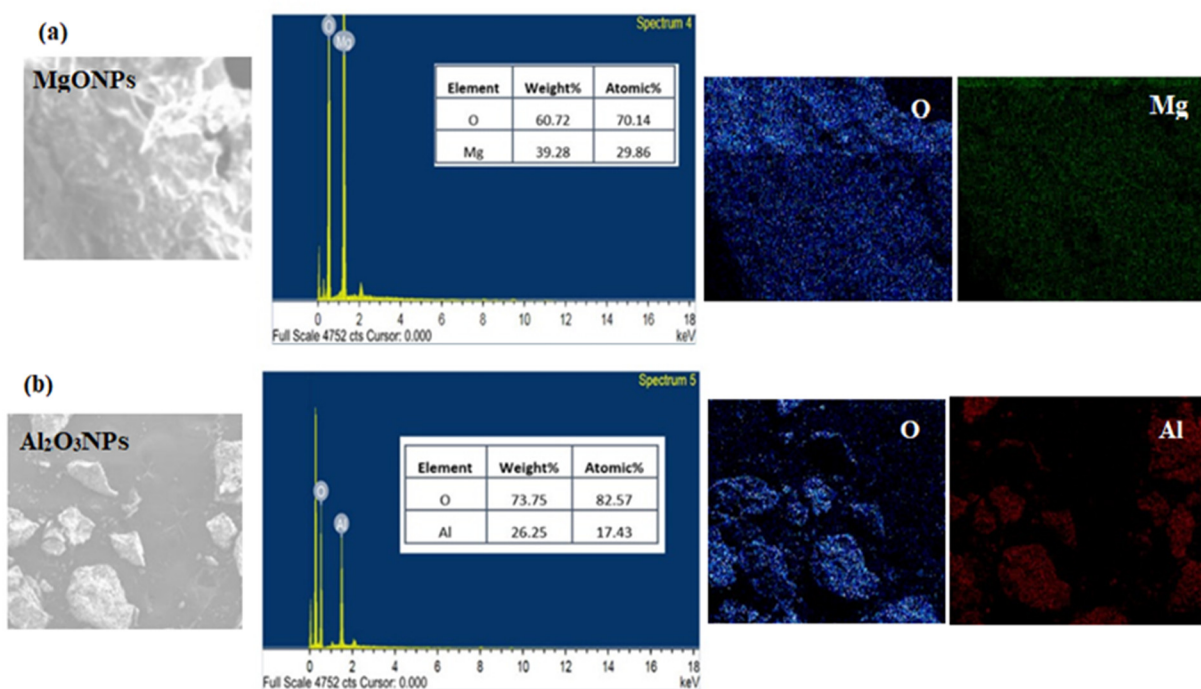 (a)
MgONPs
Spectrum 4
O
Mg
Element Weight% Atomic%
O 60.72 70.14
Mg 39.28 29.86
0 2 4 6 8 10 12 14 16 18
Full Scale 4752 cts Cursor: 0.000 keV
O
Mg
(b)
Al₂O₃NPs
Spectrum 5
O
Al
Element Weight% Atomic%
O 73.75 82.57
Al 26.25 17.43
0 2 4 6 8 10 12 14 16 18
Full Scale 4752 cts Cursor: 0.000 keV
O
Al